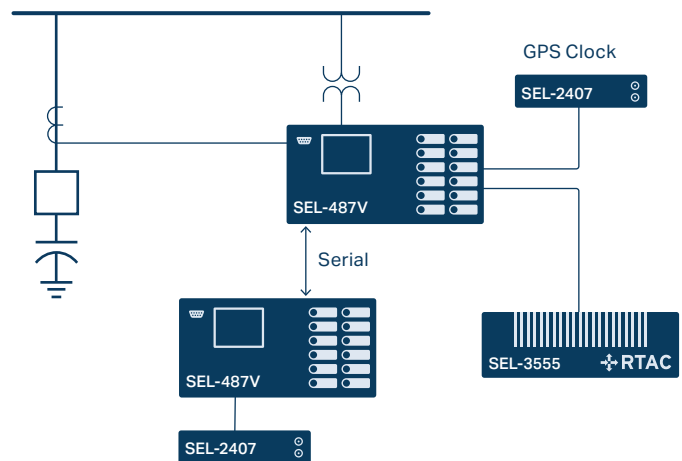 GPS Clock
SEL-2407
SEL-487V
Serial
SEL-3555 RTAC
SEL-487V
SEL-2407